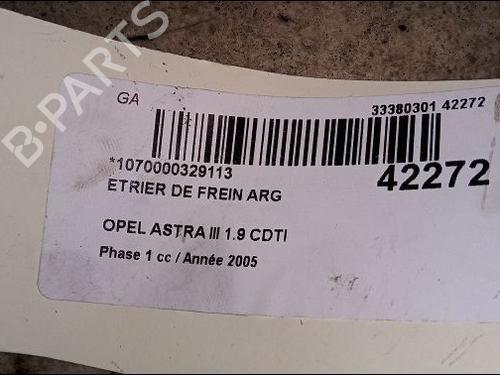 B-PARTS
GA
33380301 42272
*1070000329113
42272
ETRIER DE FREIN ARG
OPEL ASTRA III 1.9 CDTI
Phase 1 cc / Année 2005